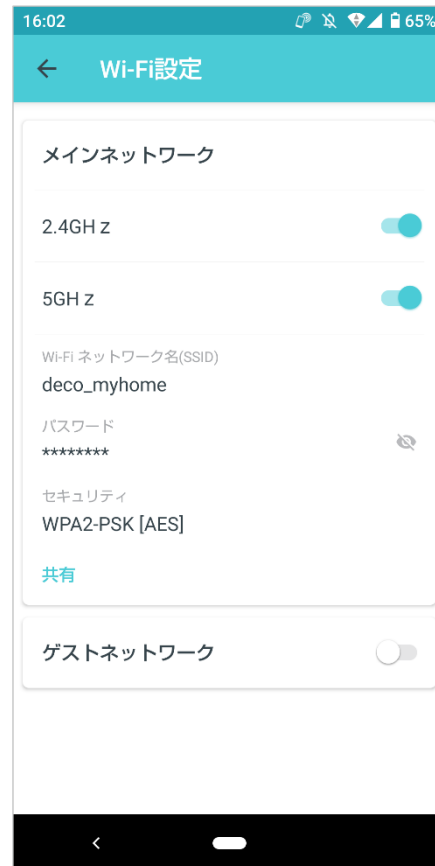 16:02 65%
Wi-Fi設定
メインネットワーク
2.4GH z
5GH z
Wi-Fi ネットワーク名(SSID)
deco_myhome
パスワード
********
セキュリティ
WPA2-PSK [AES]
共有
ゲストネットワーク